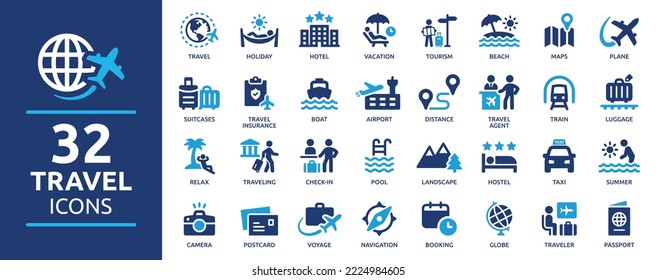 32
TRAVEL
ICONS
TRAVEL
HOLIDAY
HOTEL
VACATION
TOURISM
BEACH
MAPS
PLANE
SUITCASES
TRAVEL
INSURANCE
BOAT
AIRPORT
DISTANCE
TRAVEL
AGENT
TRAIN
LUGGAGE
RELAX
TRAVELING
CHECK-IN
POOL
LANDSCAPE
HOSTEL
TAXI
TAXI
SUMMER
CAMERA
POSTCARD
VOYAGE
NAVIGATION
BOOKING
GLOBE
TRAVELER
PASSPORT
shutterstock.com · 2224984605